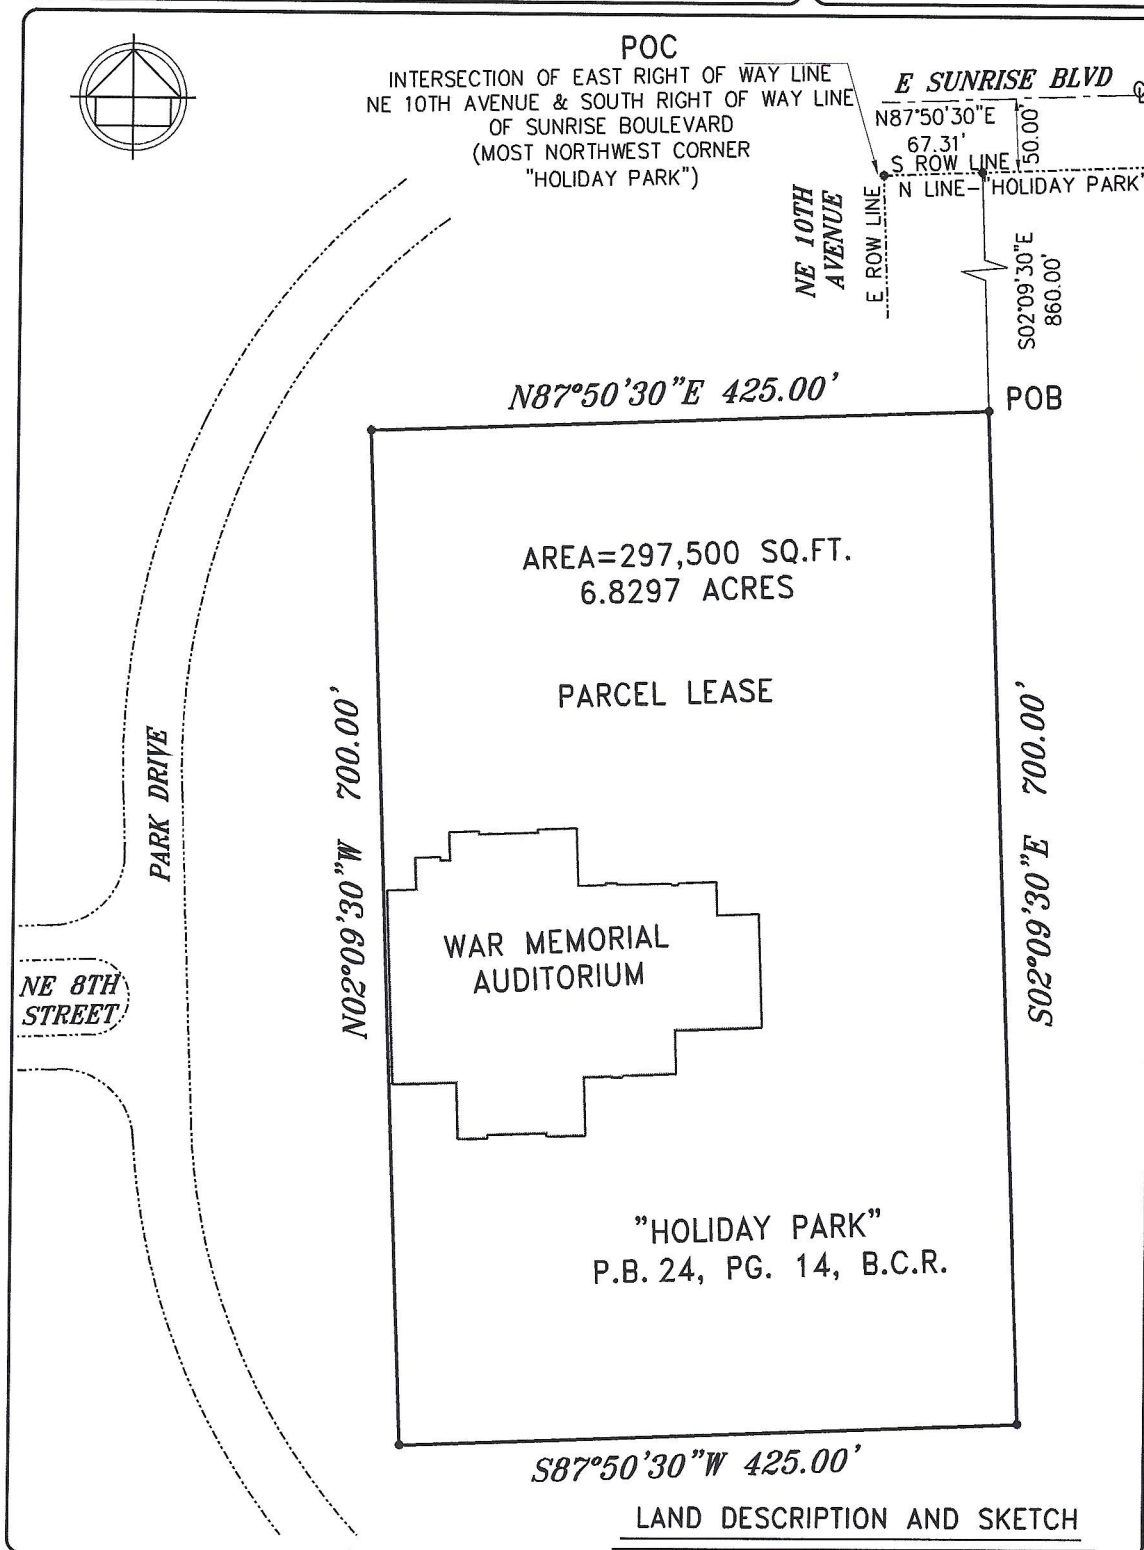 POC
INTERSECTION OF EAST RIGHT OF WAY LINE
NE 10TH AVENUE & SOUTH RIGHT OF WAY LINE
OF SUNRISE BOULEVARD
(MOST NORTHWEST CORNER
"HOLIDAY PARK")
E SUNRISE BLVD
N87°50'30"E
67.31'
50.00'
S ROW LINE
N LINE-"HOLIDAY PARK"
NE 10TH
AVENUE
E ROW LINE
S02°09'30"E
860.00'
N87°50'30"E 425.00'
POB
AREA=297,500 SQ.FT.
6.8297 ACRES
PARCEL LEASE
PARK DRIVE
N02°09'30"W 700.00'
S02°09'30"E 700.00'
WAR MEMORIAL
AUDITORIUM
NE 8TH
STREET
"HOLIDAY PARK"
P.B. 24, PG. 14, B.C.R.
S87°50'30"W 425.00'
LAND DESCRIPTION AND SKETCH